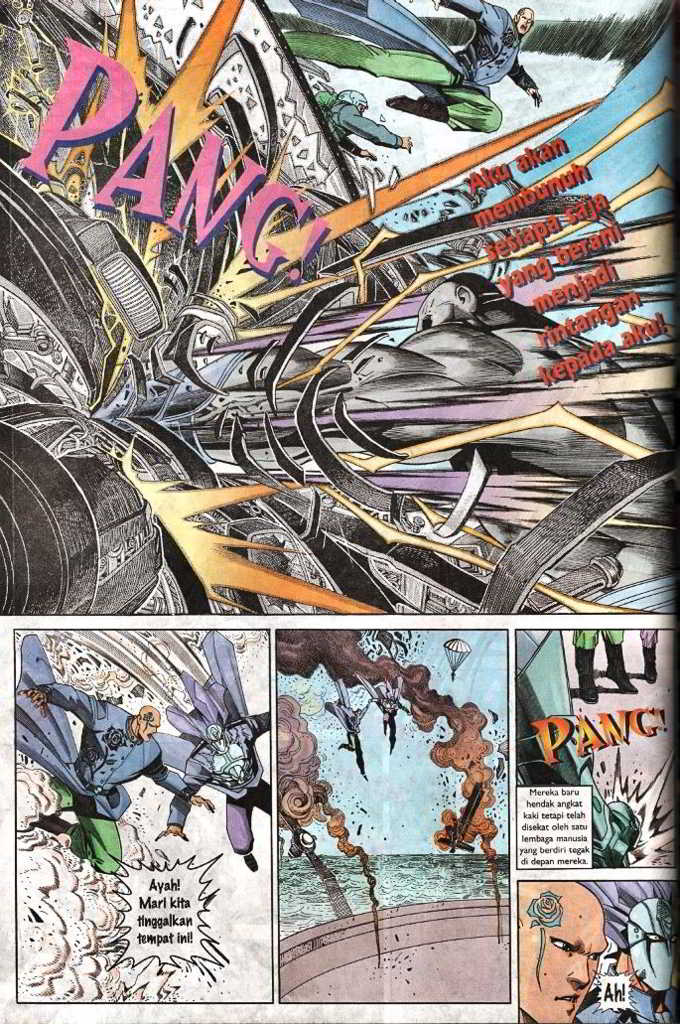 PANG!
Aku akan
membunuh
sesiapa saja
yang berani
menjadi
rintangan
kepada aku!
Ayah!
Mari kita
tinggalkan
tempat ini!
PANG!
Mereka baru
hendak angkat
kaki tetapi telah
disekat oleh satu
lembaga manusia
yang berdiri tegak
di depan mereka.
Ah!